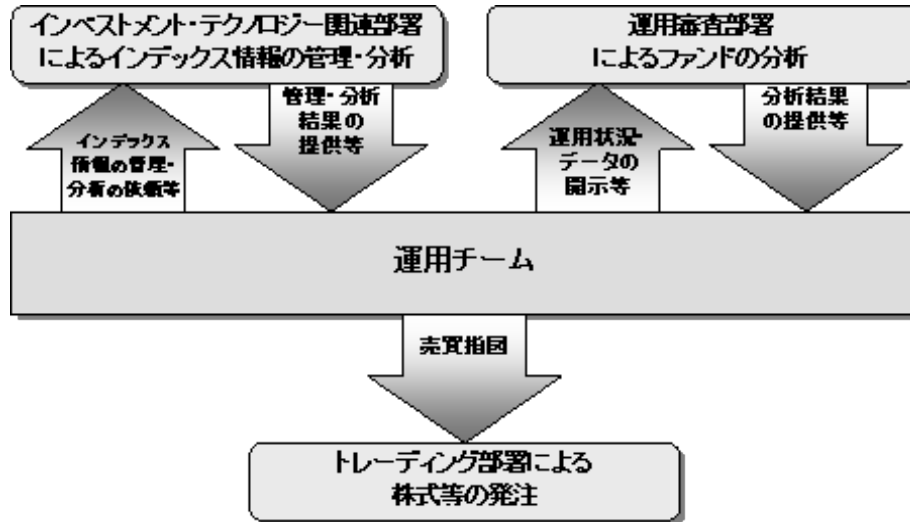 インベストメント・テクノロジー関連部署
によるインデックス情報の管理・分析
運用審査部署
によるファンドの分析
インデックス
情報の管理・
分析の依頼等
管理・分析
結果の
提供等
運用状況・
データの
開示等
分析結果
の提供等
運用チーム
売買指図
トレーディング部署による
株式等の発注